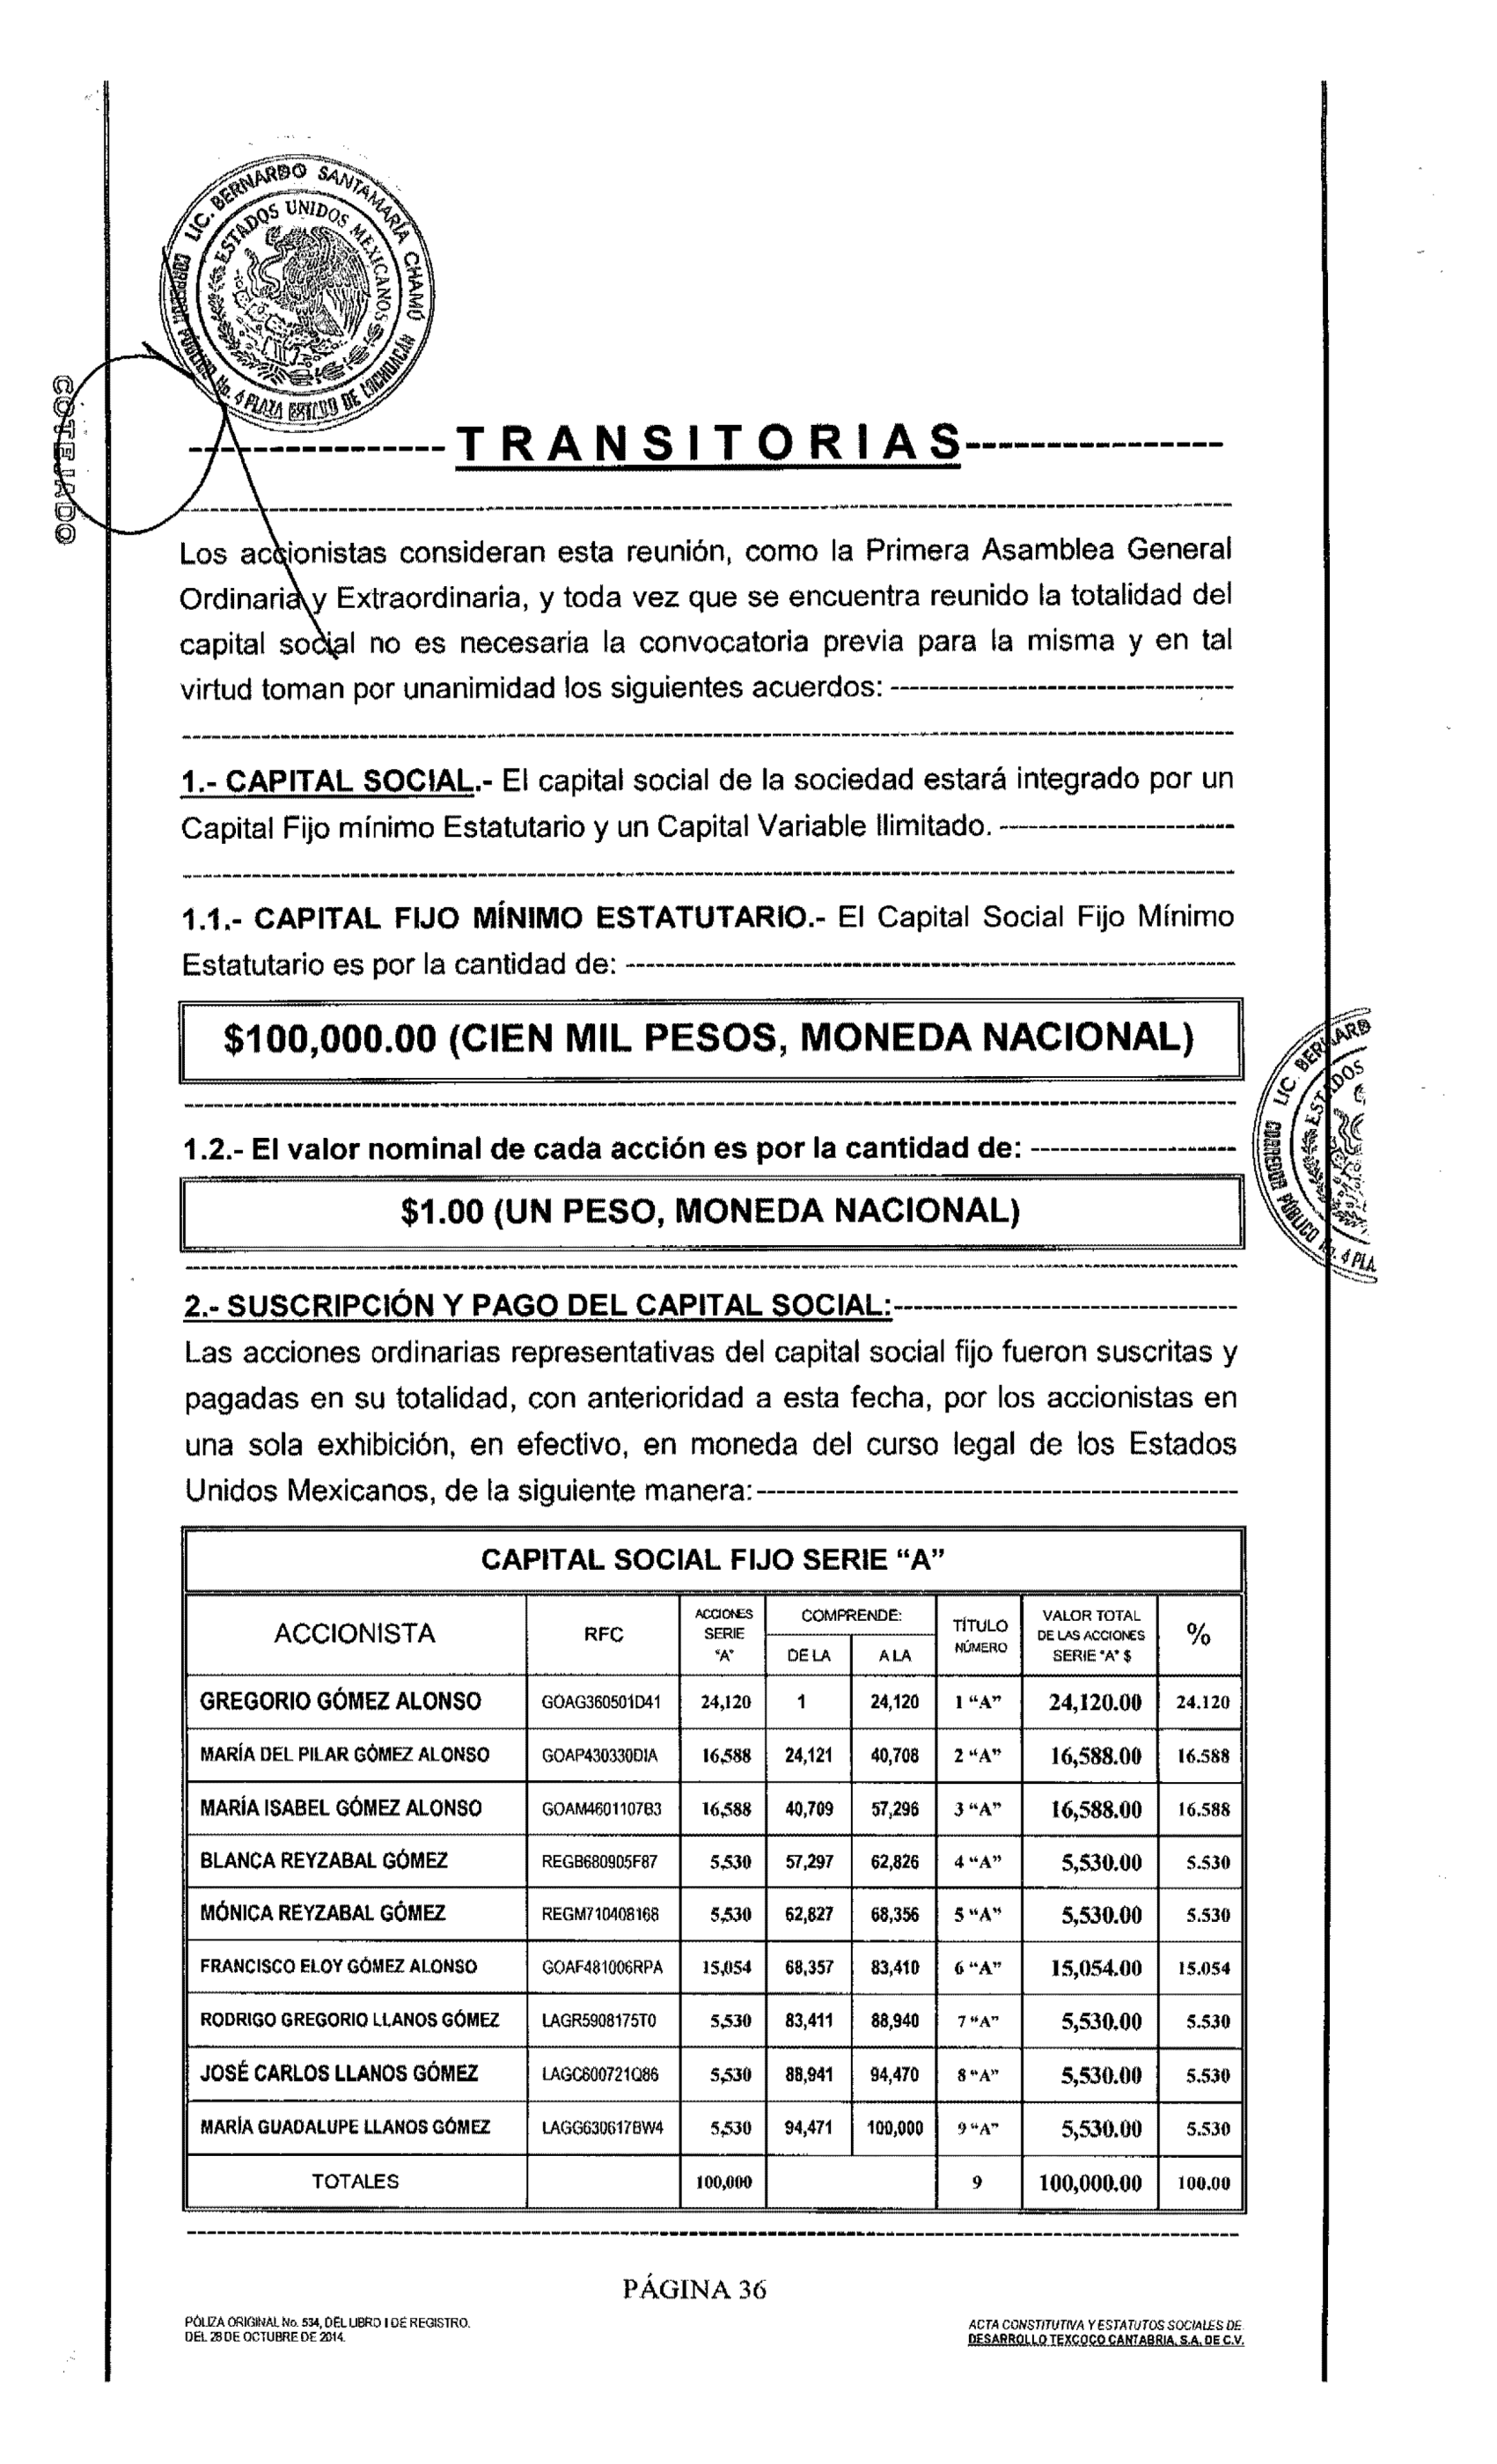 LIC. BERNARDO SANTAMARÍA CHAMÓ
CORREDOR PÚBLICO No. 4 PLAZA ESTADO DE MICHOACÁN
ESTADOS UNIDOS MEXICANOS
COTEJADO
---------------- TRANSITORIAS----------------
Los accionistas consideran esta reunión, como la Primera Asamblea General
Ordinaria y Extraordinaria, y toda vez que se encuentra reunido la totalidad del
capital social no es necesaria la convocatoria previa para la misma y en tal
virtud toman por unanimidad los siguientes acuerdos: ------------------------------------
1.- CAPITAL SOCIAL.- El capital social de la sociedad estará integrado por un
Capital Fijo mínimo Estatutario y un Capital Variable Ilimitado. ------------------------
1.1.- CAPITAL FIJO MÍNIMO ESTATUTARIO.- El Capital Social Fijo Mínimo
Estatutario es por la cantidad de: ----------------------------------------------------------------
$100,000.00 (CIEN MIL PESOS, MONEDA NACIONAL)
1.2.- El valor nominal de cada acción es por la cantidad de: ---------------------
$1.00 (UN PESO, MONEDA NACIONAL)
LIC. BERNARD
ESTADOS
CORREDOR PÚBLICO No. 4 PLA
2.- SUSCRIPCIÓN Y PAGO DEL CAPITAL SOCIAL:------------------------------------
Las acciones ordinarias representativas del capital social fijo fueron suscritas y
pagadas en su totalidad, con anterioridad a esta fecha, por los accionistas en
una sola exhibición, en efectivo, en moneda del curso legal de los Estados
Unidos Mexicanos, de la siguiente manera:--------------------------------------------------
CAPITAL SOCIAL FIJO SERIE “A”
ACCIONISTA RFC ACCIONES SERIE "A" COMPRENDE: DE LA A LA TÍTULO NÚMERO VALOR TOTAL DE LAS ACCIONES SERIE "A" $ %
GREGORIO GÓMEZ ALONSO GOAG360501D41 24,120 1 24,120 1 “A” 24,120.00 24.120
MARÍA DEL PILAR GÓMEZ ALONSO GOAP430330DIA 16,588 24,121 40,708 2 “A” 16,588.00 16.588
MARÍA ISABEL GÓMEZ ALONSO GOAM4601107B3 16,588 40,709 57,296 3 “A” 16,588.00 16.588
BLANCA REYZABAL GÓMEZ REGB680905F87 5,530 57,297 62,826 4 “A” 5,530.00 5.530
MÓNICA REYZABAL GÓMEZ REGM710408168 5,530 62,827 68,356 5 “A” 5,530.00 5.530
FRANCISCO ELOY GÓMEZ ALONSO GOAF481006RPA 15,054 68,357 83,410 6 “A” 15,054.00 15.054
RODRIGO GREGORIO LLANOS GÓMEZ LAGR5908175T0 5,530 83,411 88,940 7 “A” 5,530.00 5.530
JOSÉ CARLOS LLANOS GÓMEZ LAGC600721Q86 5,530 88,941 94,470 8 “A” 5,530.00 5.530
MARÍA GUADALUPE LLANOS GÓMEZ LAGG630617BW4 5,530 94,471 100,000 9 “A” 5,530.00 5.530
TOTALES 100,000 9 100,000.00 100.00
PÁGINA 36
PÓLIZA ORIGINAL No. 534, DEL LIBRO I DE REGISTRO.
DEL 28 DE OCTUBRE DE 2014.
ACTA CONSTITUTIVA Y ESTATUTOS SOCIALES DE
DESARROLLO TEXCOCO CANTABRIA, S.A. DE C.V.